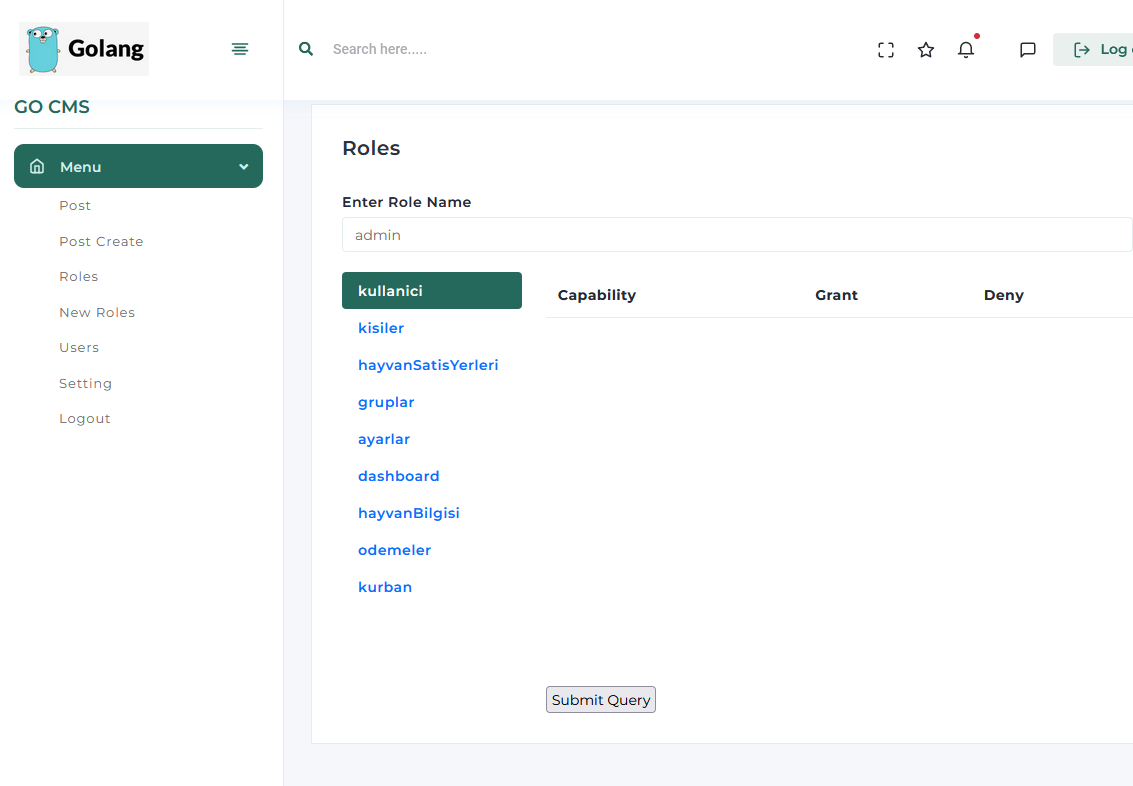 Golang
Search here.....
Log
GO CMS
Menu
Post
Post Create
Roles
New Roles
Users
Setting
Logout
Roles
Enter Role Name
admin
kullanici
kisiler
hayvanSatisYerleri
gruplar
ayarlar
dashboard
hayvanBilgisi
odemeler
kurban
Capability Grant Deny
Submit Query